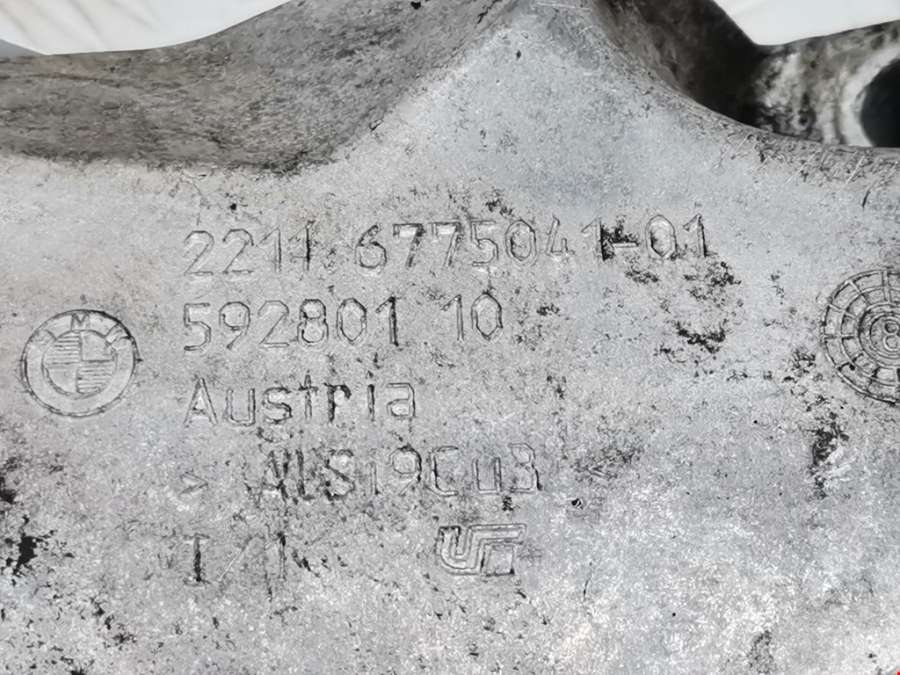 2211. 6775041-01
592801 10
Austria
> ALSi9Cu3 <